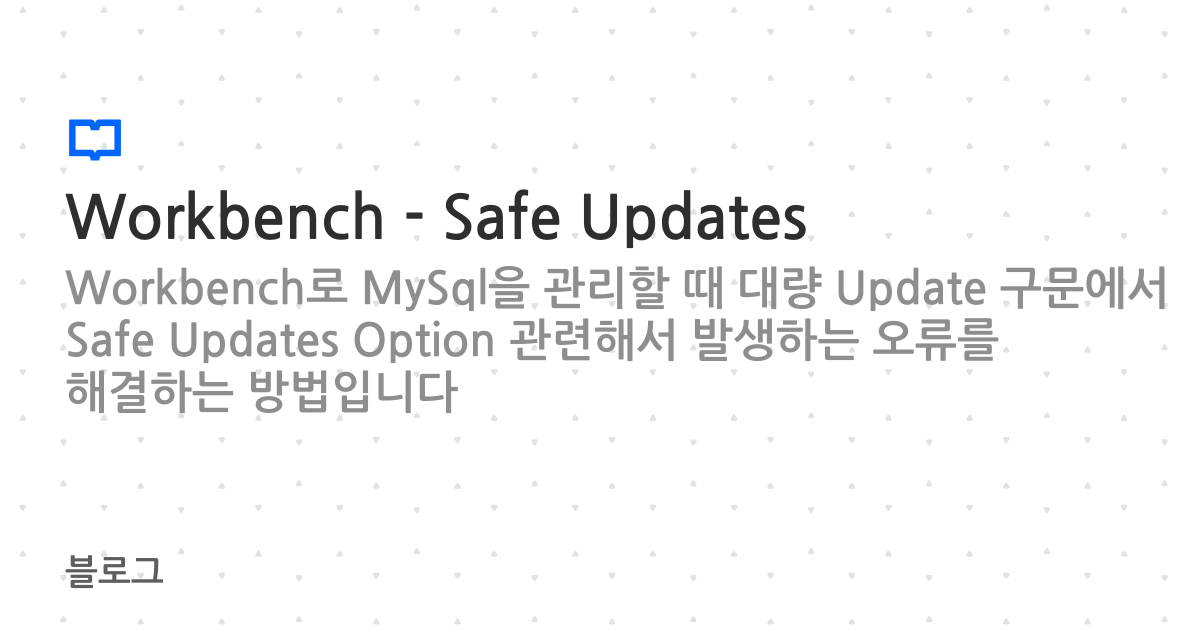 Workbench - Safe Updates
Workbench로 MySql을 관리할 때 대량 Update 구문에서
Safe Updates Option 관련해서 발생하는 오류를
해결하는 방법입니다
블로그